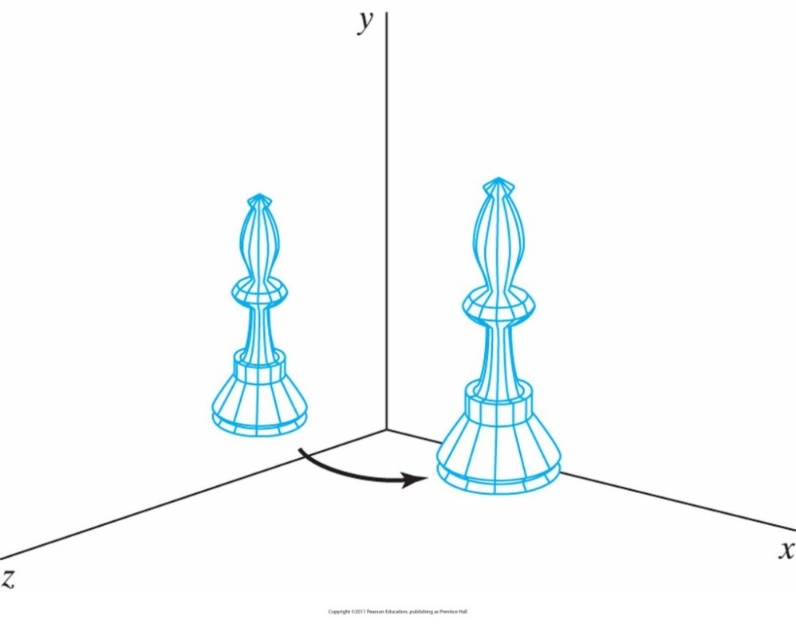 y
z
x
Copyright ©2011 Pearson Education, publishing as Prentice Hall